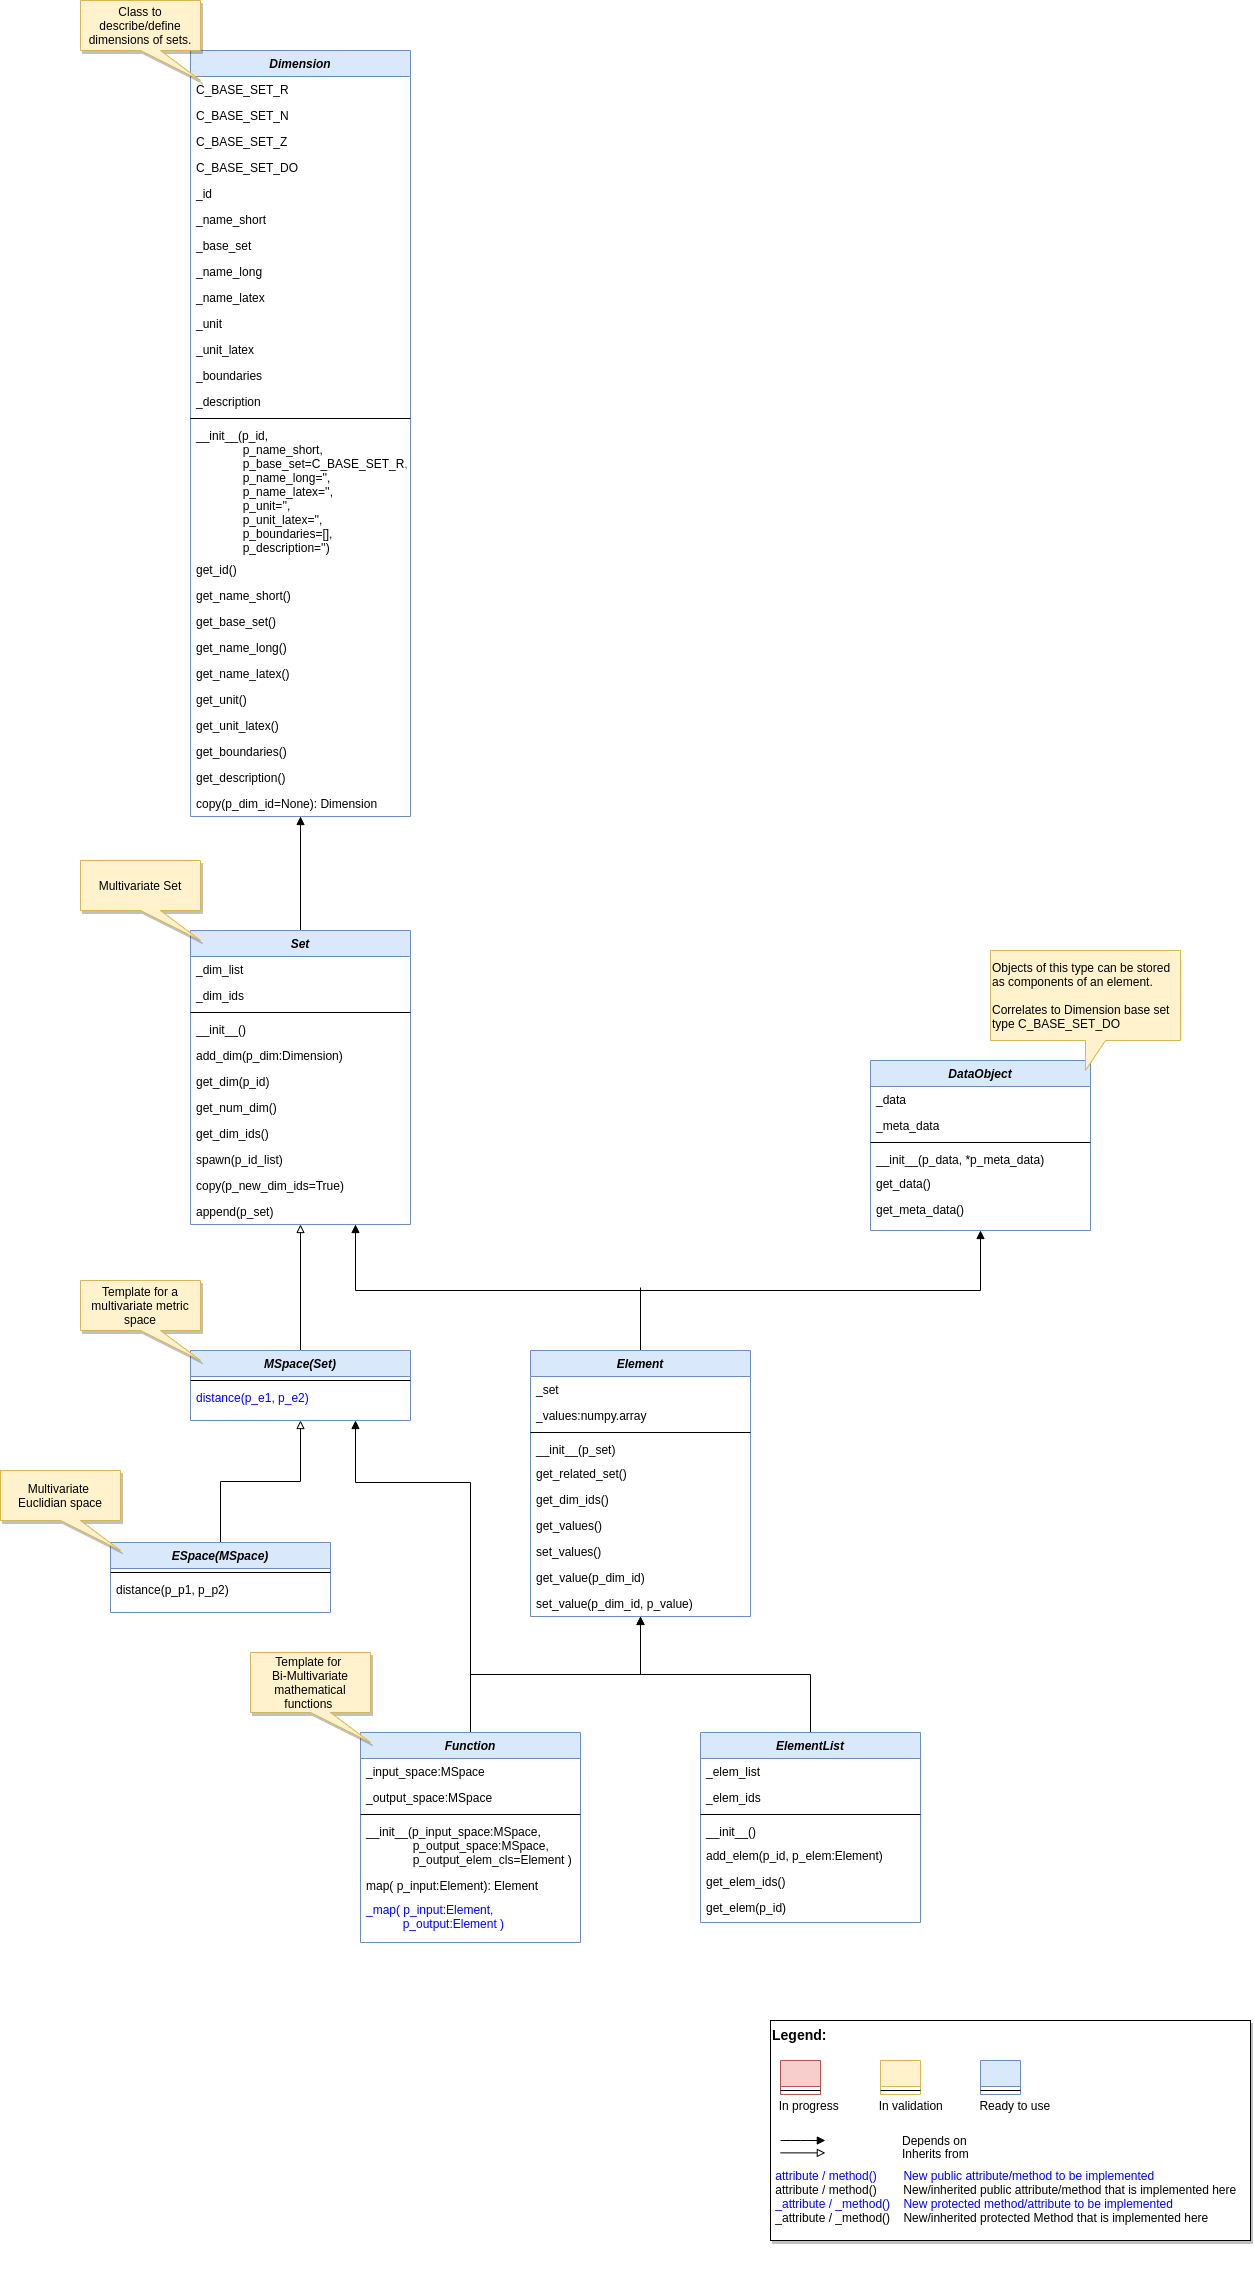 Class to
describe/define
dimensions of sets.
Dimension
C_BASE_SET_R
C_BASE_SET_N
C_BASE_SET_Z
C_BASE_SET_DO
_id
_name_short
_base_set
_name_long
_name_latex
_unit
_unit_latex
_boundaries
_description
__init__(p_id,
p_name_short,
p_base_set=C_BASE_SET_R,
p_name_long='',
p_name_latex='',
p_unit='',
p_unit_latex='',
p_boundaries=[],
p_description='')
get_id()
get_name_short()
get_base_set()
get_name_long()
get_name_latex()
get_unit()
get_unit_latex()
get_boundaries()
get_description()
copy(p_dim_id=None): Dimension
Multivariate Set
Set
_dim_list
_dim_ids
__init__()
add_dim(p_dim:Dimension)
get_dim(p_id)
get_num_dim()
get_dim_ids()
spawn(p_id_list)
copy(p_new_dim_ids=True)
append(p_set)
Objects of this type can be stored
as components of an element.
Correlates to Dimension base set
type C_BASE_SET_DO
DataObject
_data
_meta_data
__init__(p_data, *p_meta_data)
get_data()
get_meta_data()
Template for a
multivariate metric
space
MSpace(Set)
distance(p_e1, p_e2)
Element
_set
_values:numpy.array
__init__(p_set)
get_related_set()
get_dim_ids()
get_values()
set_values()
get_value(p_dim_id)
set_value(p_dim_id, p_value)
Multivariate
Euclidian space
ESpace(MSpace)
distance(p_p1, p_p2)
Template for
Bi-Multivariate
mathematical
functions
Function
_input_space:MSpace
_output_space:MSpace
__init__(p_input_space:MSpace,
p_output_space:MSpace,
p_output_elem_cls=Element )
map( p_input:Element): Element
_map( p_input:Element,
p_output:Element )
ElementList
_elem_list
_elem_ids
__init__()
add_elem(p_id, p_elem:Element)
get_elem_ids()
get_elem(p_id)
Legend:
In progress In validation Ready to use
Depends on
Inherits from
attribute / method() New public attribute/method to be implemented
attribute / method() New/inherited public attribute/method that is implemented here
_attribute / _method() New protected method/attribute to be implemented
_attribute / _method() New/inherited protected Method that is implemented here